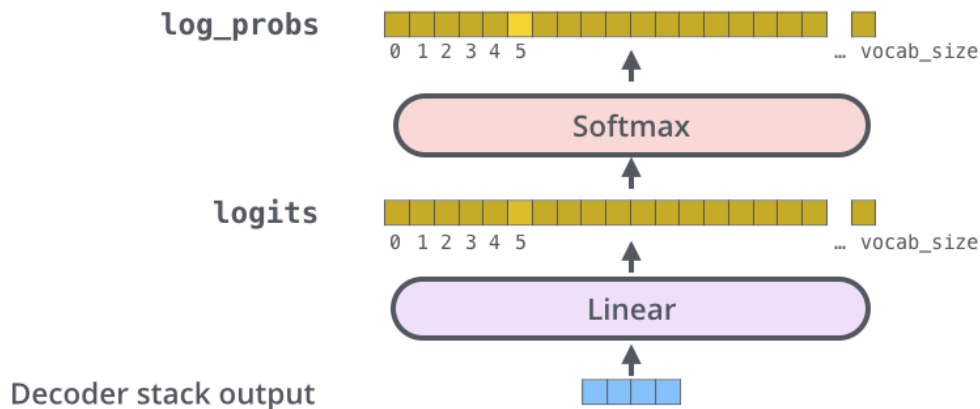 log_probs
0 1 2 3 4 5 … vocab_size
Softmax
logits
0 1 2 3 4 5 … vocab_size
Linear
Decoder stack output